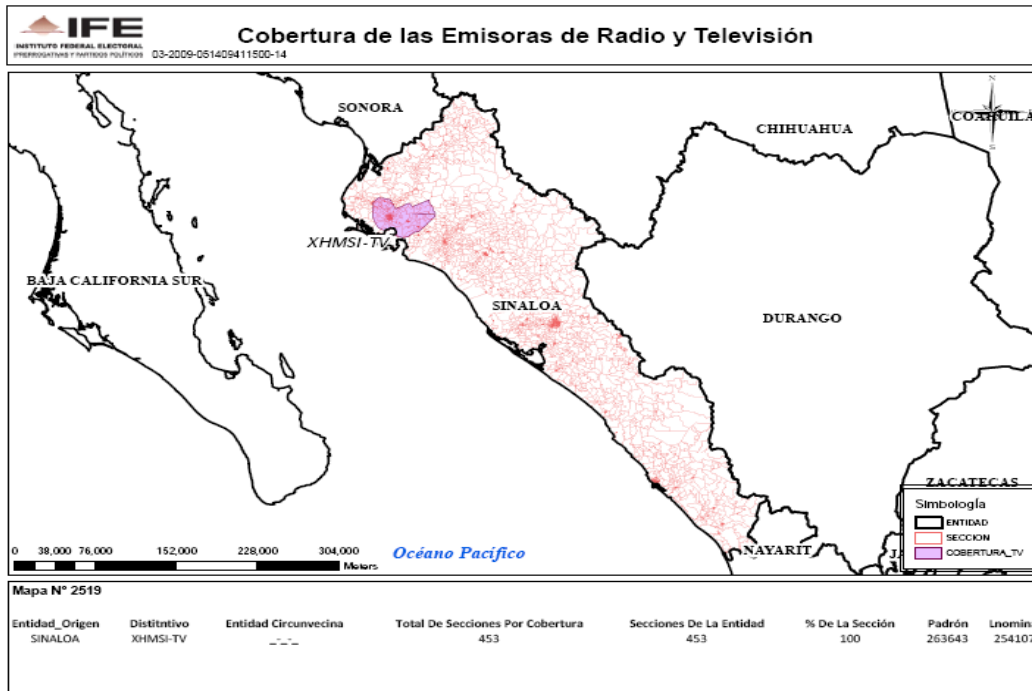 IFE
INSTITUTO FEDERAL ELECTORAL
PRERROGATIVAS Y PARTIDOS POLÍTICOS
03-2009-051409411500-14
Cobertura de las Emisoras de Radio y Televisión
N
SONORA
COAHUILA
CHIHUAHUA
S
XHMSI-TV
BAJA CALIFORNIA SUR
SINALOA
DURANGO
ZACATECAS
Simbología
ENTIDAD
SECCION
COBERTURA_TV
NAYARIT
JA
0 38,000 76,000 152,000 228,000 304,000
Meters
Océano Pacífico
Mapa N° 2519
Entidad_Origen Distitntivo Entidad Circunvecina Total De Secciones Por Cobertura Secciones De La Entidad % De La Sección Padrón Lnomina
SINALOA XHMSI-TV _-_-_ 453 453 100 263643 254107